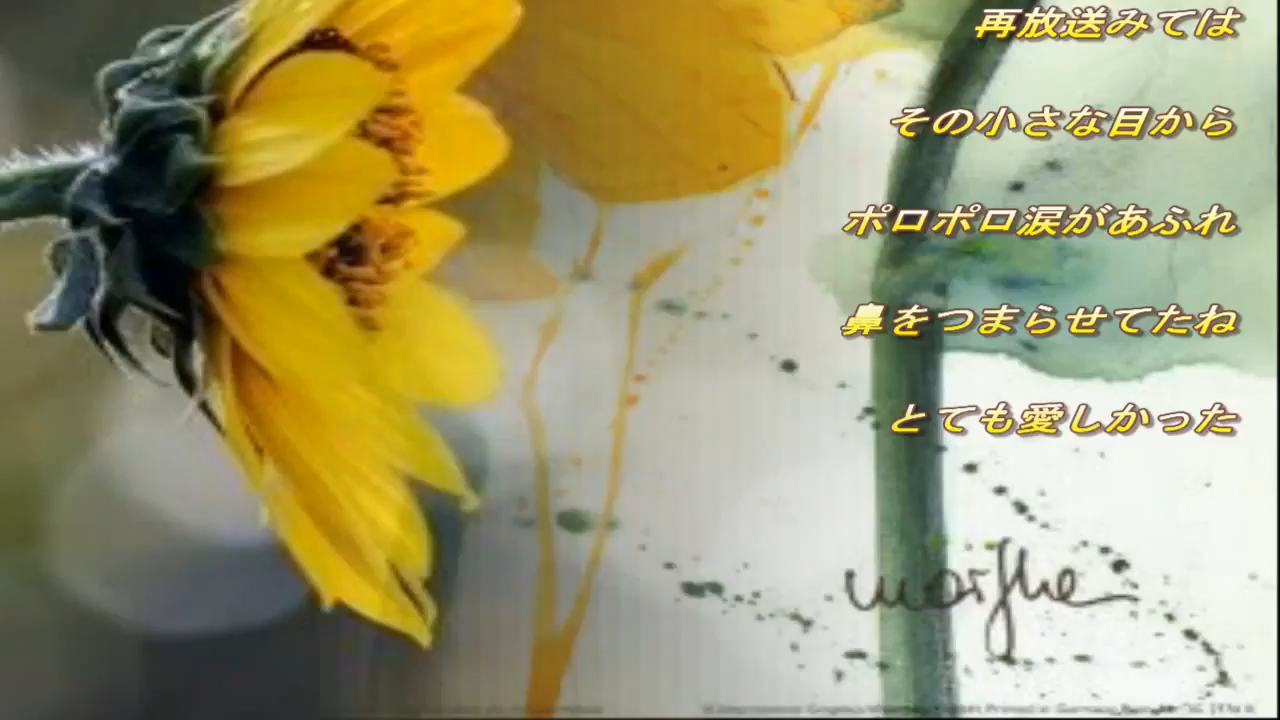 再放送みては
その小さな目から
ポロポロ涙があふれ
鼻をつまらせてたね
とても愛しかった